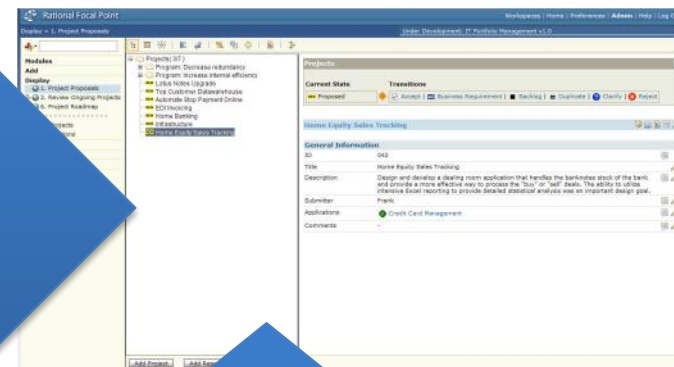 Rational Focal Point
Workspaces | Home | Preferences | Admin | Help | Log
Display > 1. Project Proposals
Under Development: IT Portfolio Management v1.0
Modules
Add
Display
1. Project Proposals
2. Review Ongoing Projects
6. Project Roadmap
Projects
Program: Decrease redundancy
Program: Increase internal efficiency
Lotus Notes Upgrade
Top Customer Datawarehouse
Automate Stop Payment Online
EDI Invoicing
Home Banking
Infrastructure
Home Equity Sales Tracking
Projects
Current State
Transitions
Proposed
Accept | Business Requirement | Backlog | Duplicate | Clarify | Reject
Home Equity Sales Tracking
General Information
ID
Title
Home Equity Sales Tracking
Description
Design and develop a dealing room application that handles the banknotes stock of the bank
and provide a more effective way to process the "buy" or "sell" deals. The ability to utilize
intensive Excel reporting to provide detailed statistical analysis was an important design goal.
Submitter
Frank
Applications
Credit Card Management
Comments
-
Add Project
Add